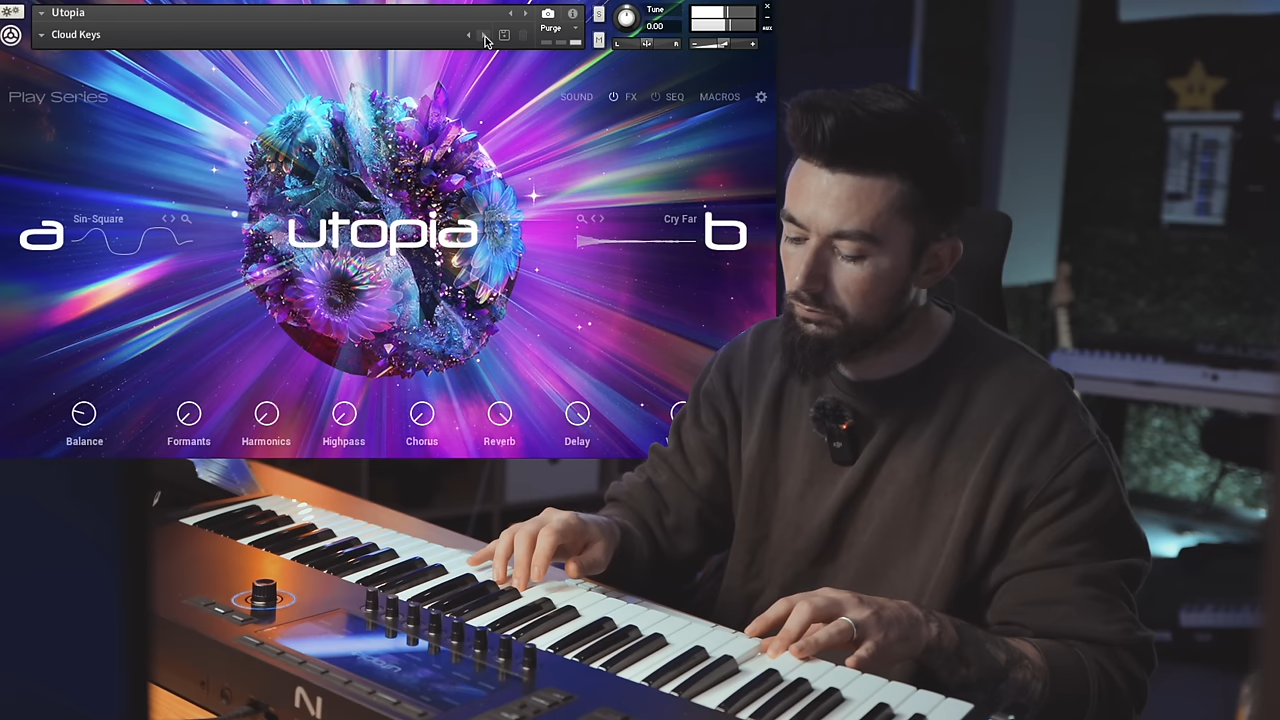 Utopia
Cloud Keys
Purge
S
M
Tune
0.00
L
R
aux
Play Series
SOUND
FX
SEQ
MACROS
a
Sin-Square
utopia
Cry Far
b
Balance
Formants
Harmonics
Highpass
Chorus
Reverb
Delay
N